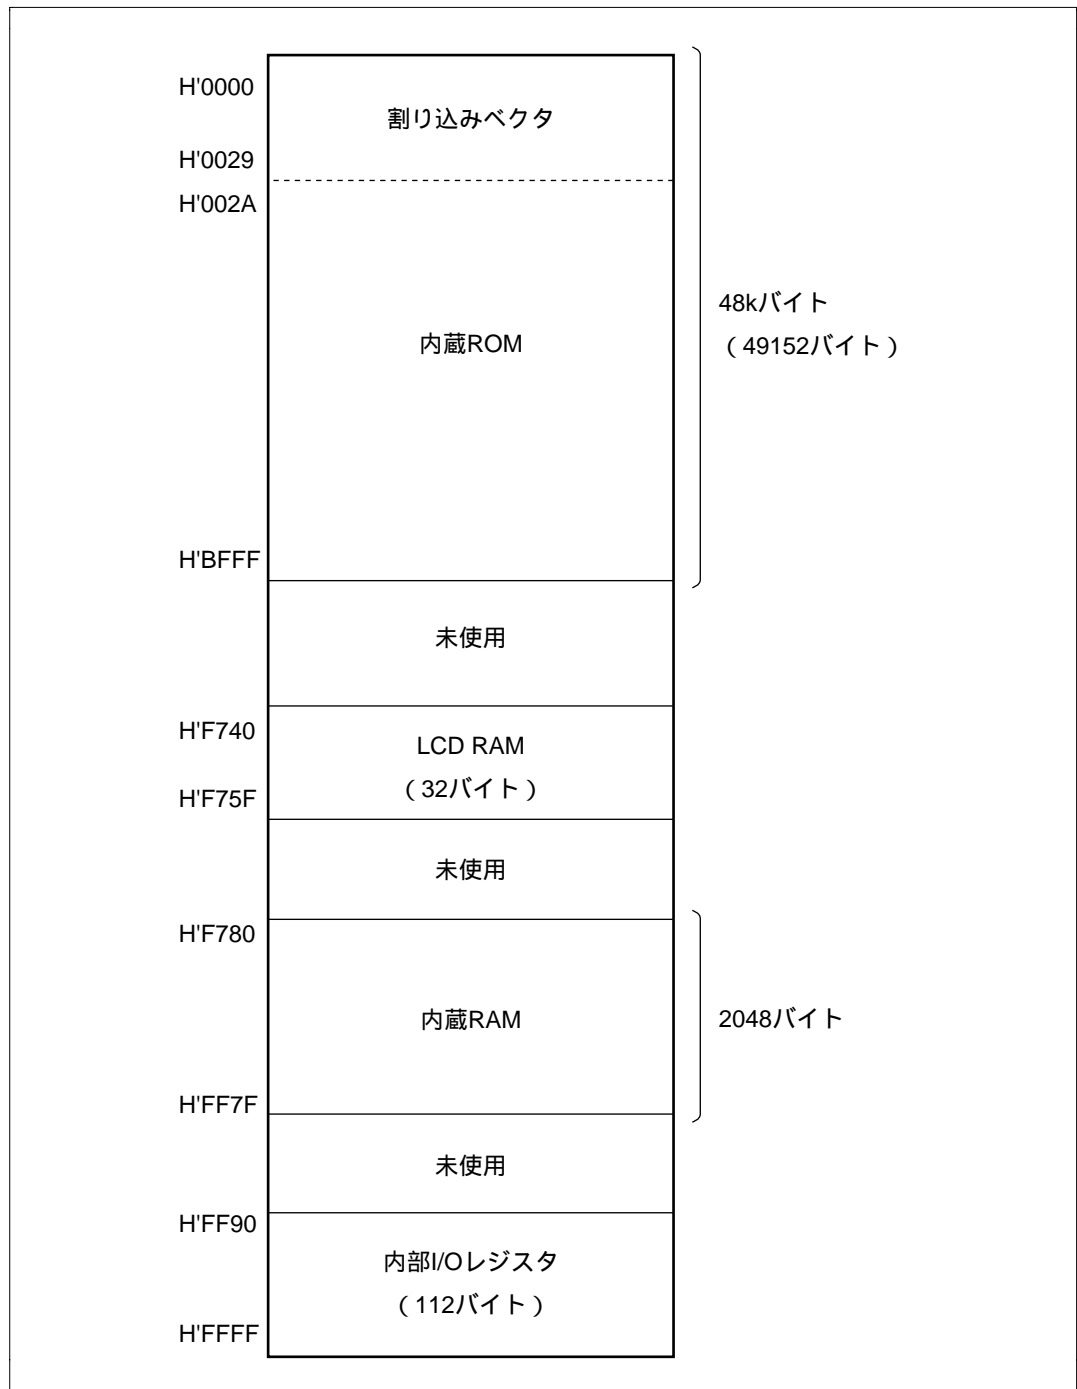 H'0000
割り込みベクタ
H'0029
H'002A
48kバイト
内蔵ROM
（49152バイト）
H'BFFF
未使用
H'F740
LCD RAM
（32バイト）
H'F75F
未使用
H'F780
内蔵RAM
2048バイト
H'FF7F
未使用
H'FF90
内部I/Oレジスタ
（112バイト）
H'FFFF